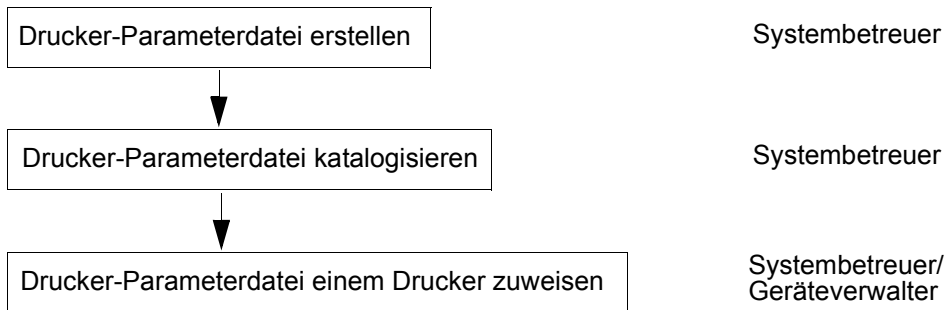 Drucker-Parameterdatei erstellen Systembetreuer
Drucker-Parameterdatei katalogisieren Systembetreuer
Drucker-Parameterdatei einem Drucker zuweisen Systembetreuer/
Geräteverwalter